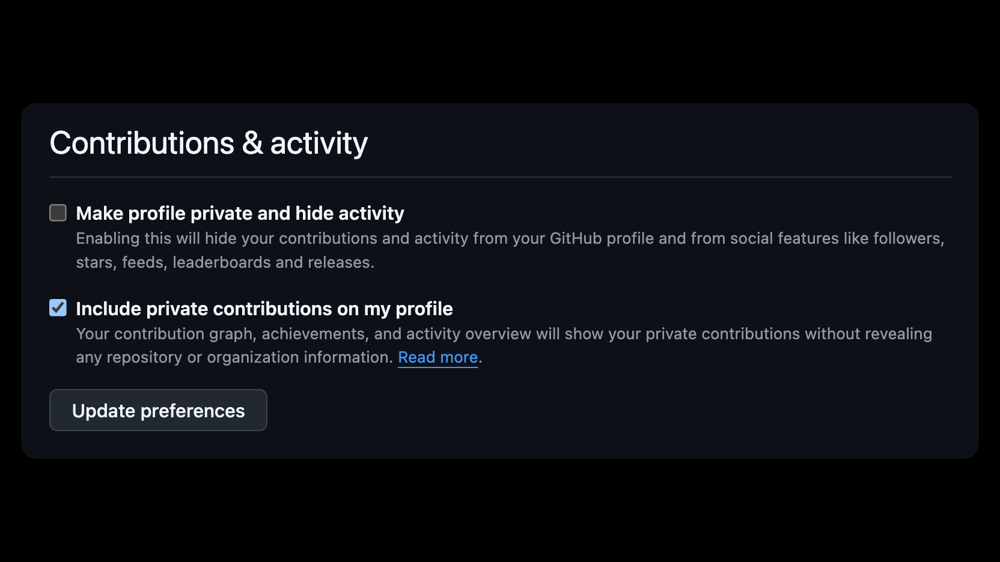 Contributions & activity
Make profile private and hide activity
Enabling this will hide your contributions and activity from your GitHub profile and from social features like followers,
stars, feeds, leaderboards and releases.
Include private contributions on my profile
Your contribution graph, achievements, and activity overview will show your private contributions without revealing
any repository or organization information. Read more.
Update preferences